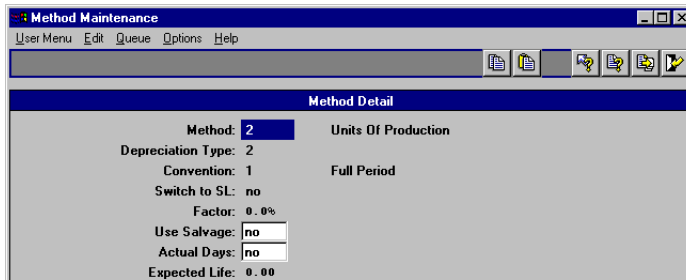 Method Maintenance
User Menu Edit Queue Options Help
Method Detail
Method: 2 Units Of Production
Depreciation Type: 2
Convention: 1 Full Period
Switch to SL: no
Factor: 0.0%
Use Salvage: no
Actual Days: no
Expected Life: 0.00